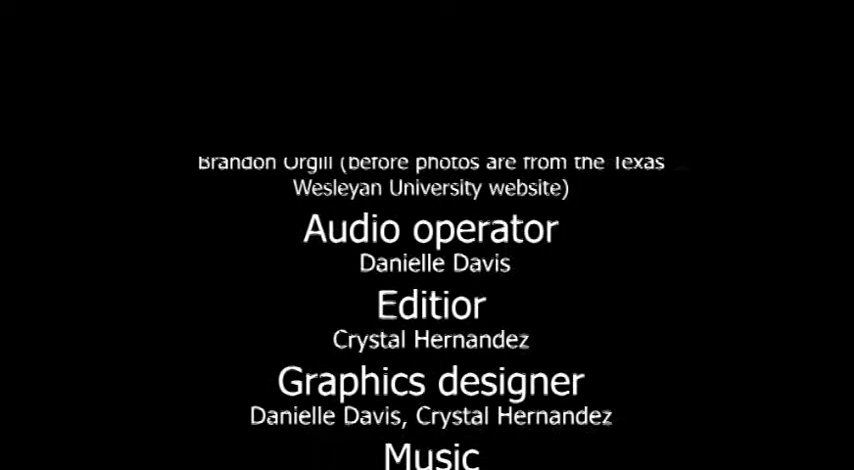 Brandon Orgill (before photos are from the Texas
Wesleyan University website)
Audio operator
Danielle Davis
Editior
Crystal Hernandez
Graphics designer
Danielle Davis, Crystal Hernandez
Music